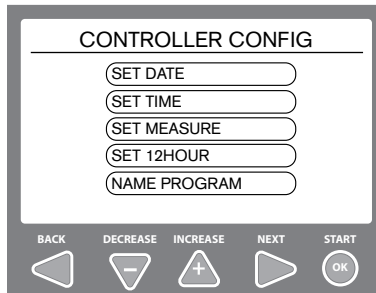 CONTROLLER CONFIG
SET DATE
SET TIME
SET MEASURE
SET 12HOUR
NAME PROGRAM
BACK DECREASE INCREASE NEXT START
− + OK